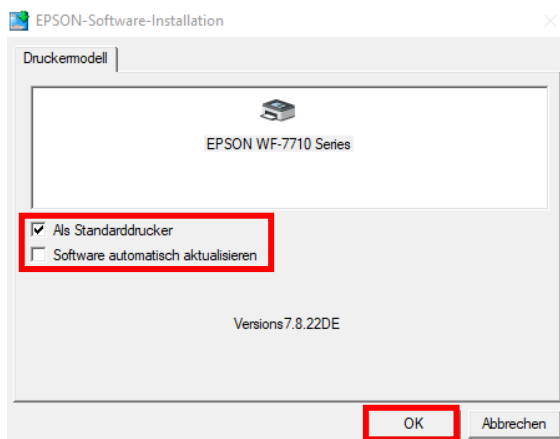 EPSON-Software-Installation
Druckermodell
EPSON WF-7710 Series
Als Standarddrucker
Software automatisch aktualisieren
Versions7.8.22DE
OK Abbrechen